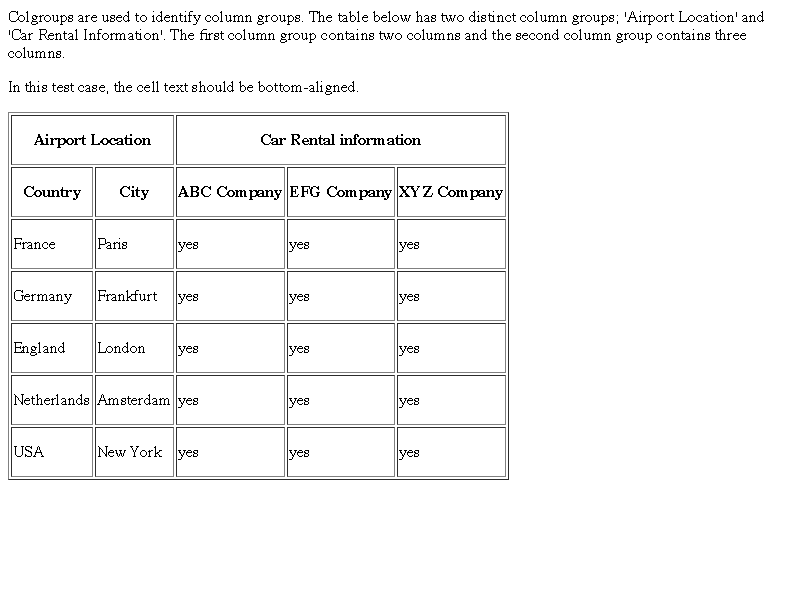 Colgroups are used to identify column groups. The table below has two distinct column groups; 'Airport Location' and
'Car Rental Information'. The first column group contains two columns and the second column group contains three
columns.
In this test case, the cell text should be bottom-aligned.
Airport Location Car Rental information
Country City ABC Company EFG Company XYZ Company
France Paris yes yes yes
Germany Frankfurt yes yes yes
England London yes yes yes
Netherlands Amsterdam yes yes yes
USA New York yes yes yes